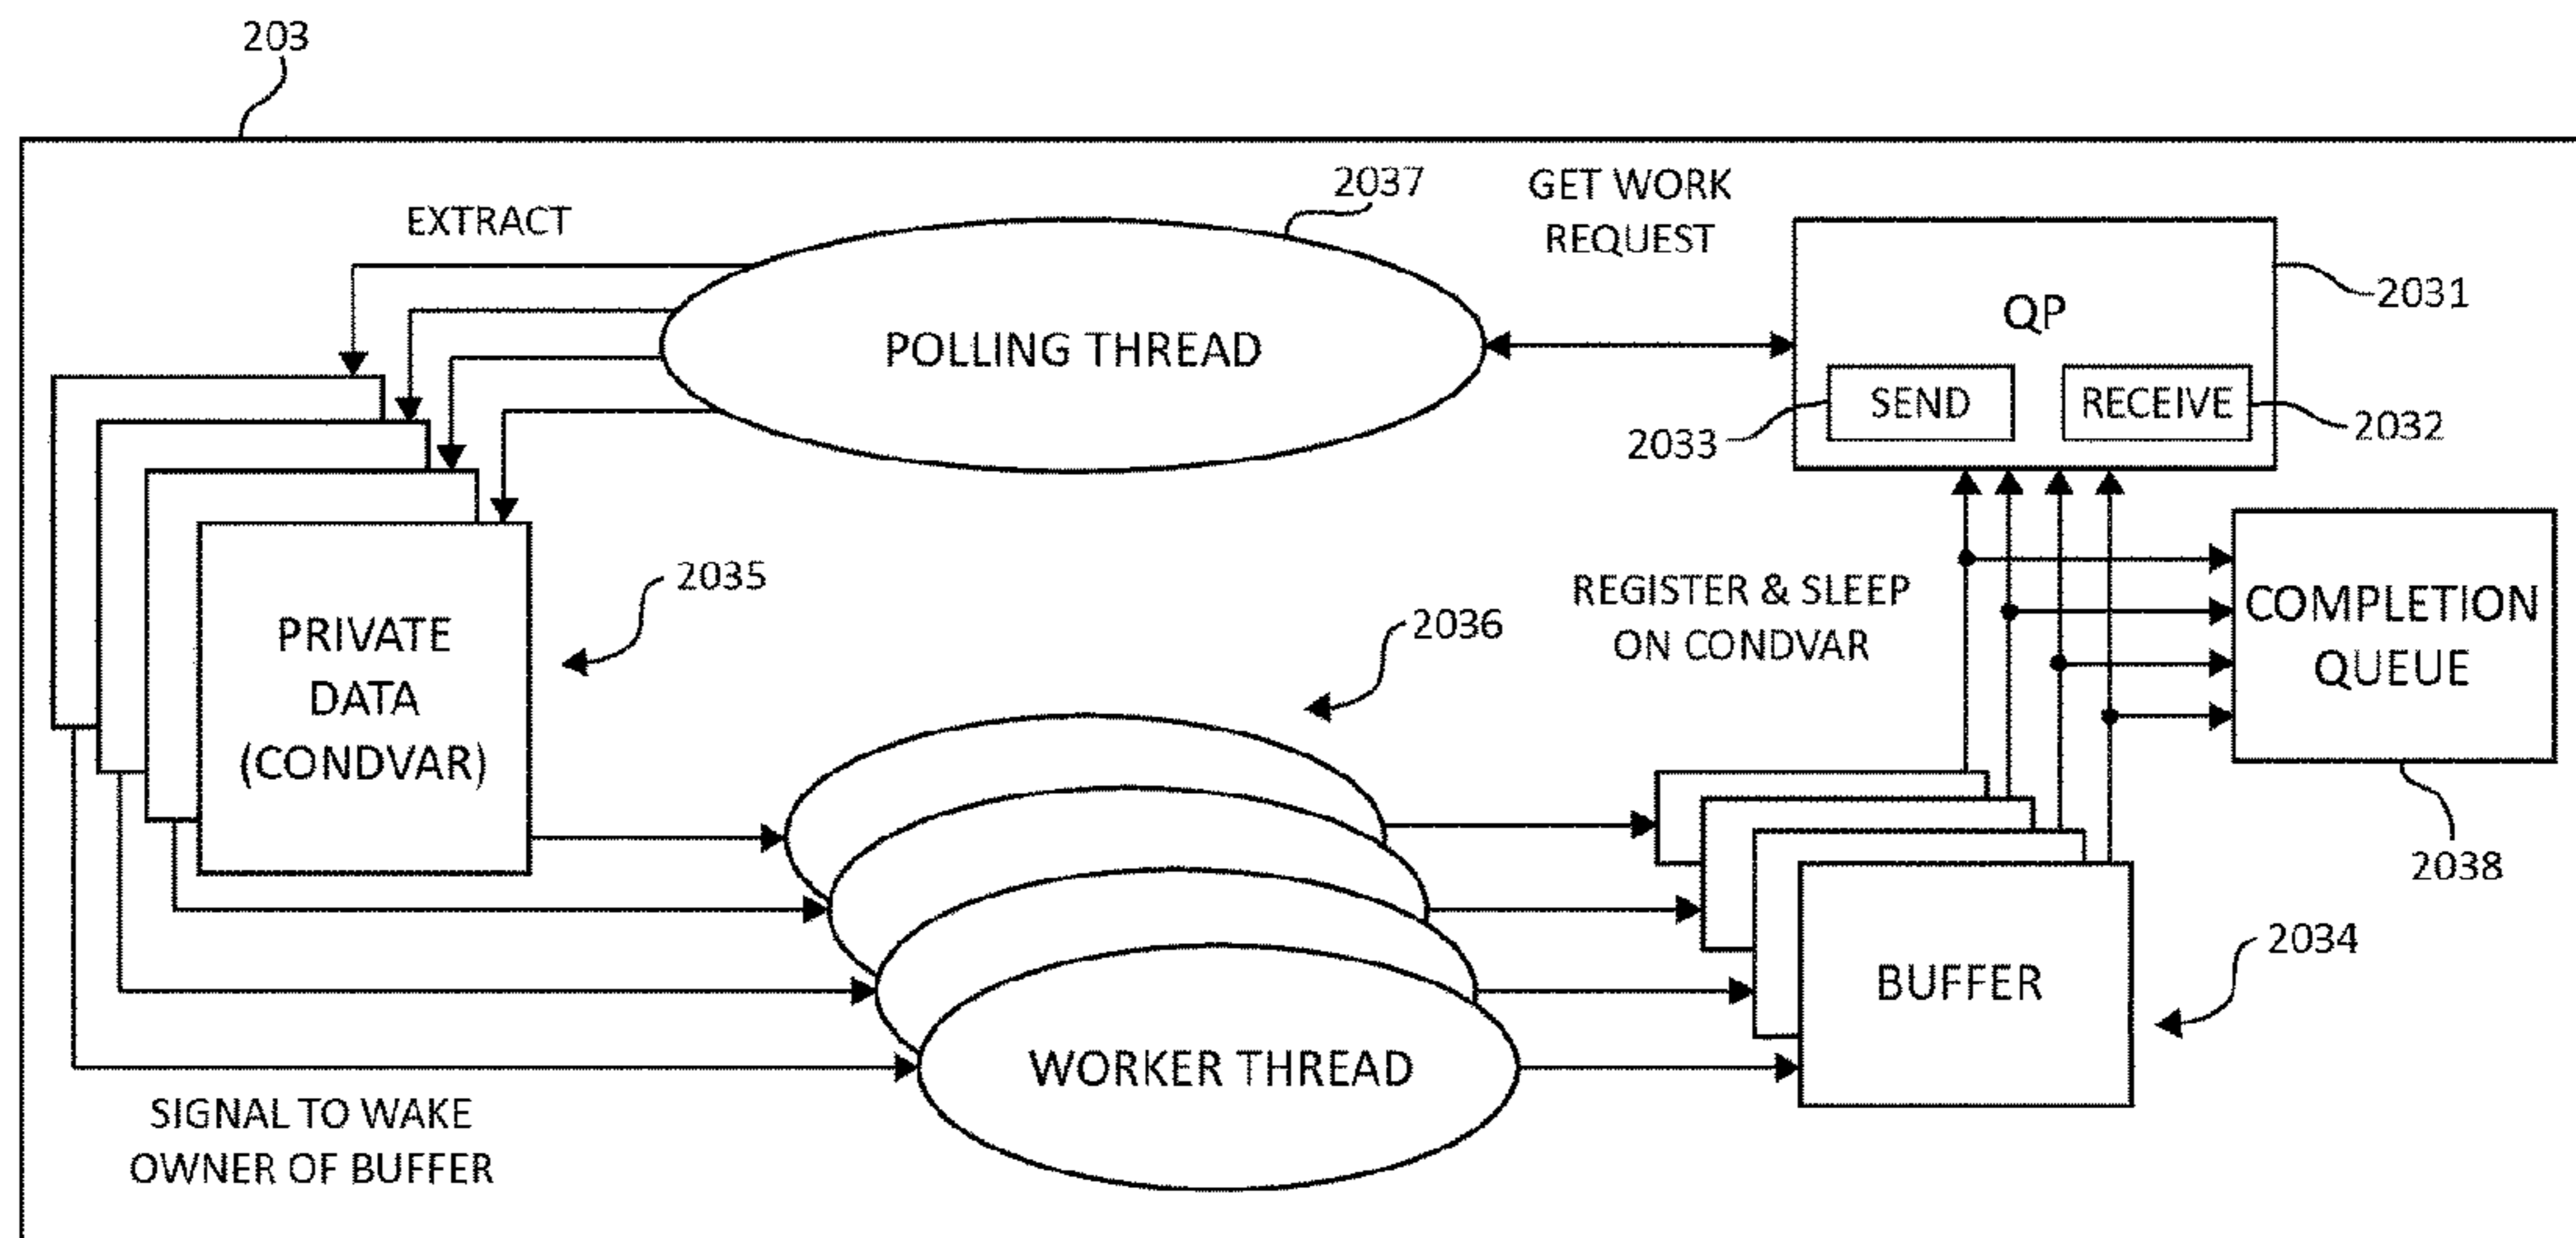 203
2037
GET WORK
REQUEST
EXTRACT
2031
QP
POLLING THREAD
SEND
RECEIVE
2033
2032
2035
REGISTER & SLEEP
ON CONDVAR
COMPLETION
QUEUE
2036
PRIVATE
DATA
(CONDVAR)
2038
2034
BUFFER
WORKER THREAD
SIGNAL TO WAKE
OWNER OF BUFFER